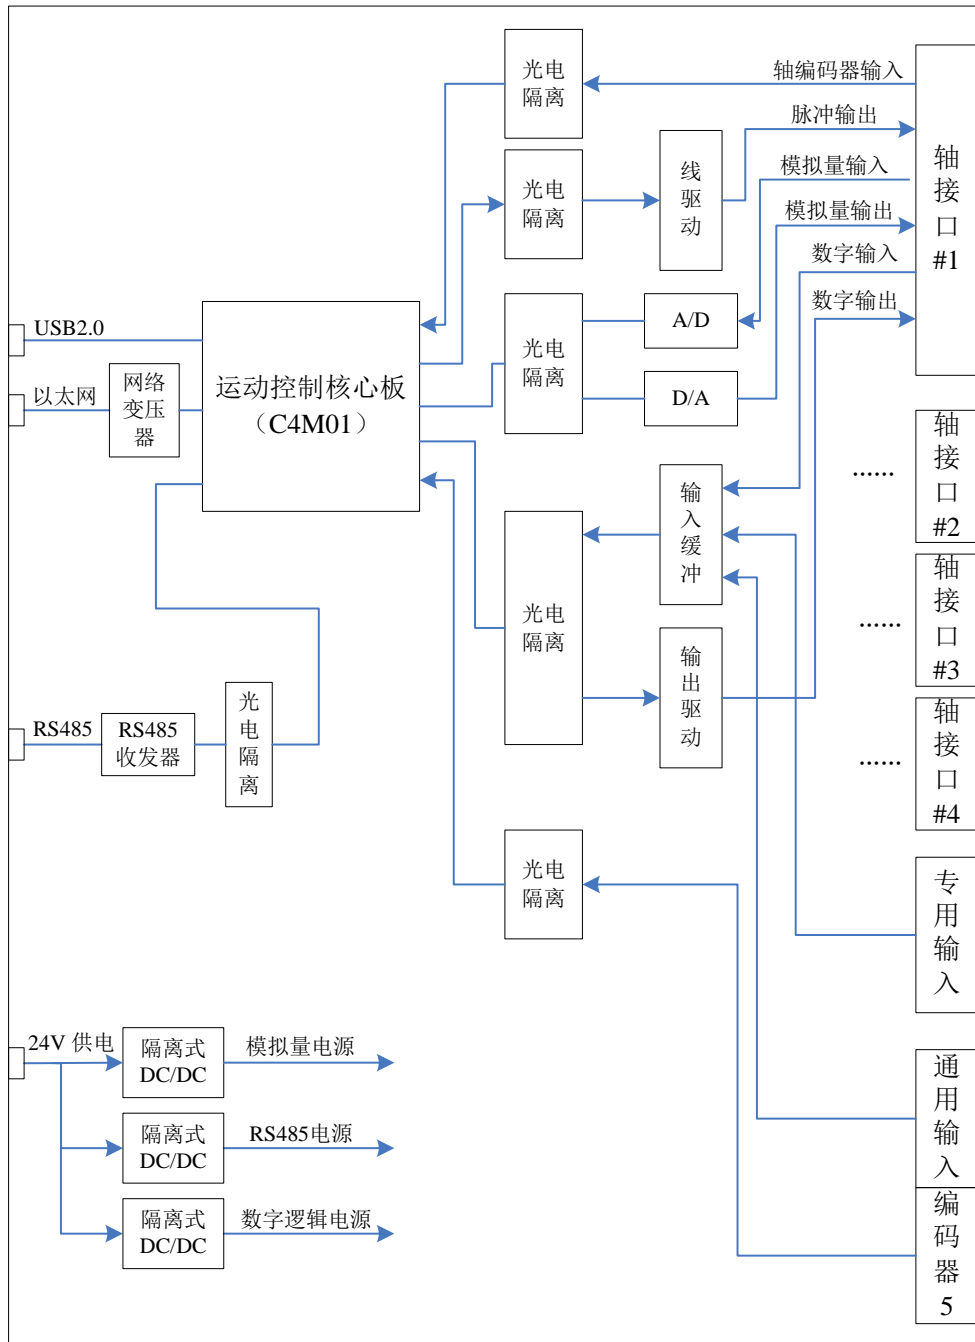 光电
隔离
轴编码器输入
脉冲输出
光电
隔离
线
驱
动
模拟量输入
模拟量输出
数字输入
数字输出
轴
接
口
#1
USB2.0
以太网
网络
变压
器
运动控制核心板
（C4M01）
光电
隔离
A/D
D/A
轴
接
口
#2
......
输
入
缓
冲
光电
隔离
轴
接
口
#3
......
输
出
驱
动
轴
接
口
#4
......
RS485
RS485
收发器
光
电
隔
离
光电
隔离
专
用
输
入
24V 供电
隔离式
DC/DC
模拟量电源
隔离式
DC/DC
RS485电源
隔离式
DC/DC
数字逻辑电源
通
用
输
入
编
码
器
5